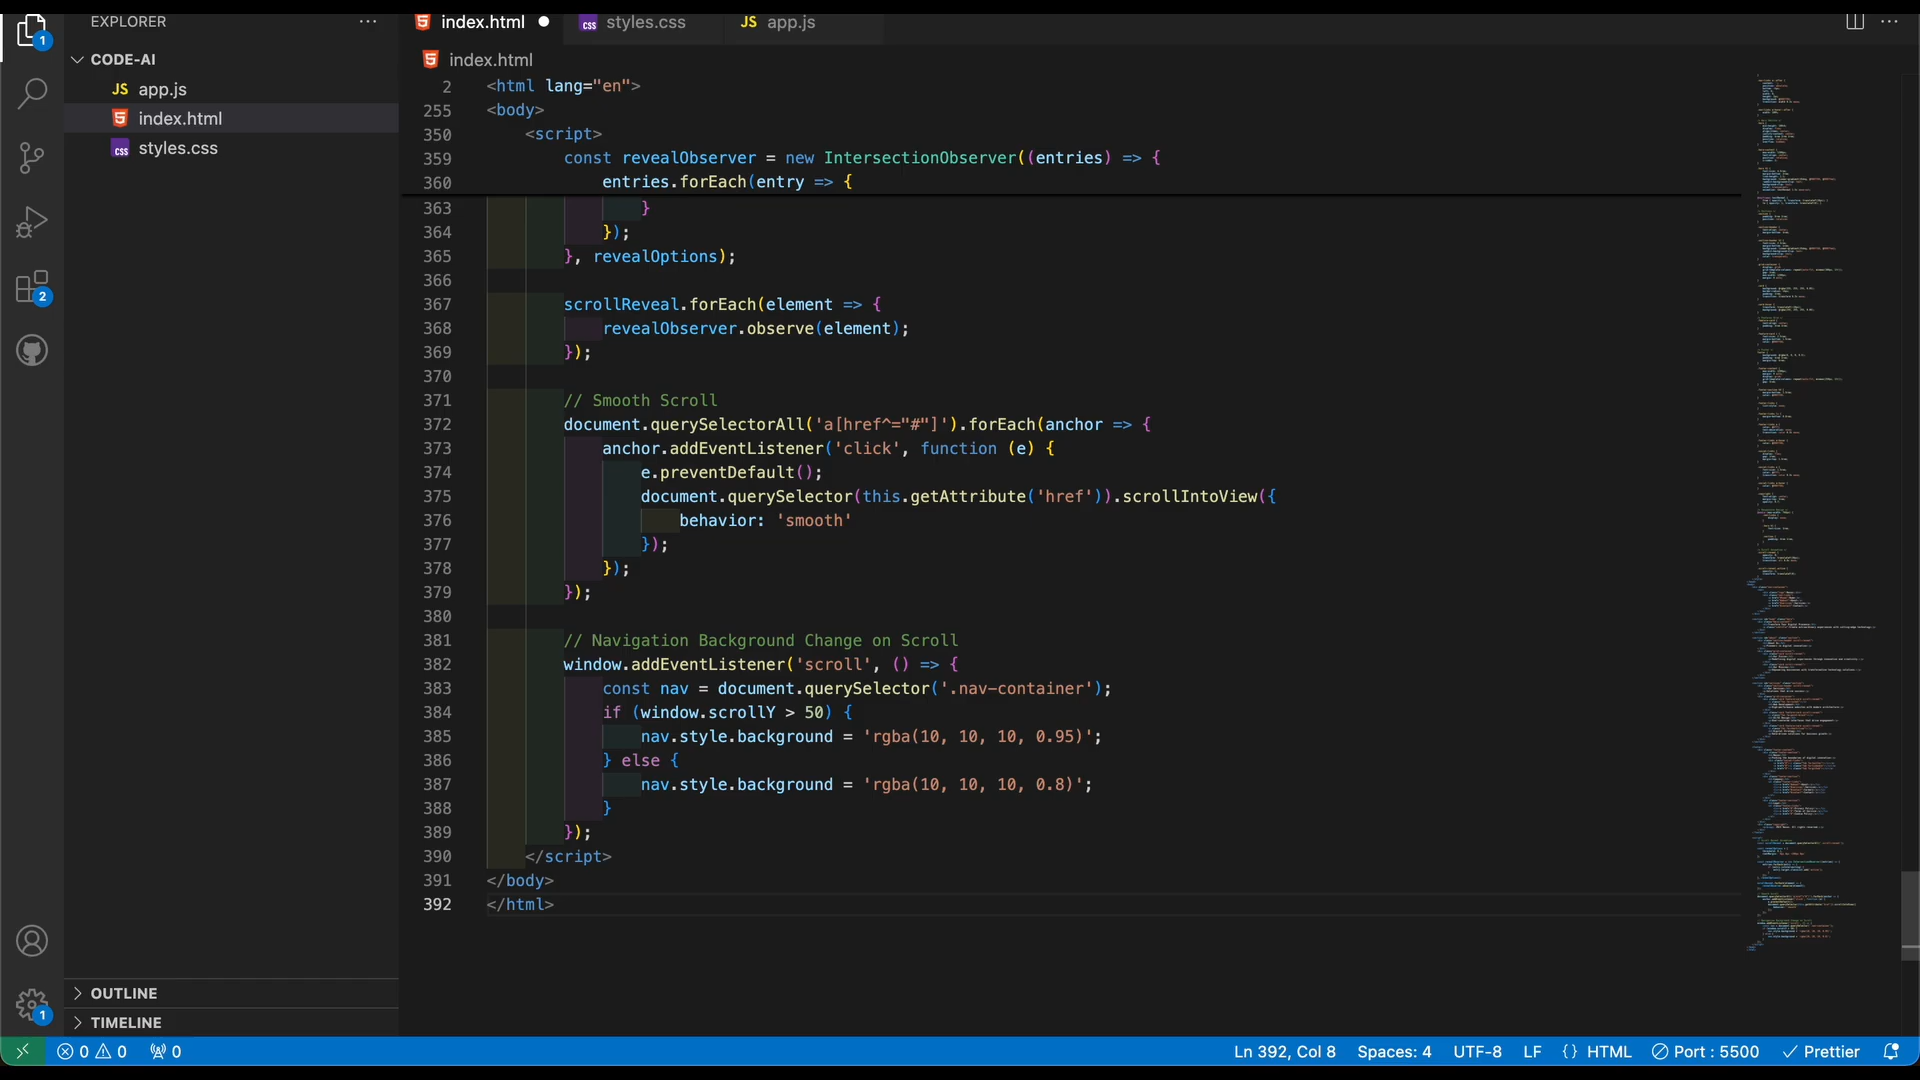 EXPLORER
index.html
styles.css
JS app.js
CODE-AI
JS app.js
index.html
styles.css
index.html
2 <html lang="en">
255 <body>
350 <script>
359 const revealObserver = new IntersectionObserver((entries) => {
360 entries.forEach(entry => {
363 }
364 });
365 }, revealOptions);
366
367 scrollReveal.forEach(element => {
368 revealObserver.observe(element);
369 });
370
371 // Smooth Scroll
372 document.querySelectorAll('a[href^="#"]').forEach(anchor => {
373 anchor.addEventListener('click', function (e) {
374 e.preventDefault();
375 document.querySelector(this.getAttribute('href')).scrollIntoView({
376 behavior: 'smooth'
377 });
378 });
379 });
380
381 // Navigation Background Change on Scroll
382 window.addEventListener('scroll', () => {
383 const nav = document.querySelector('.nav-container');
384 if (window.scrollY > 50) {
385 nav.style.background = 'rgba(10, 10, 10, 0.95)';
386 } else {
387 nav.style.background = 'rgba(10, 10, 10, 0.8)';
388 }
389 });
390 </script>
391 </body>
392 </html>
1
2
1
OUTLINE
TIMELINE
0 0 0
Ln 392, Col 8 Spaces: 4 UTF-8 LF {} HTML Port : 5500 Prettier